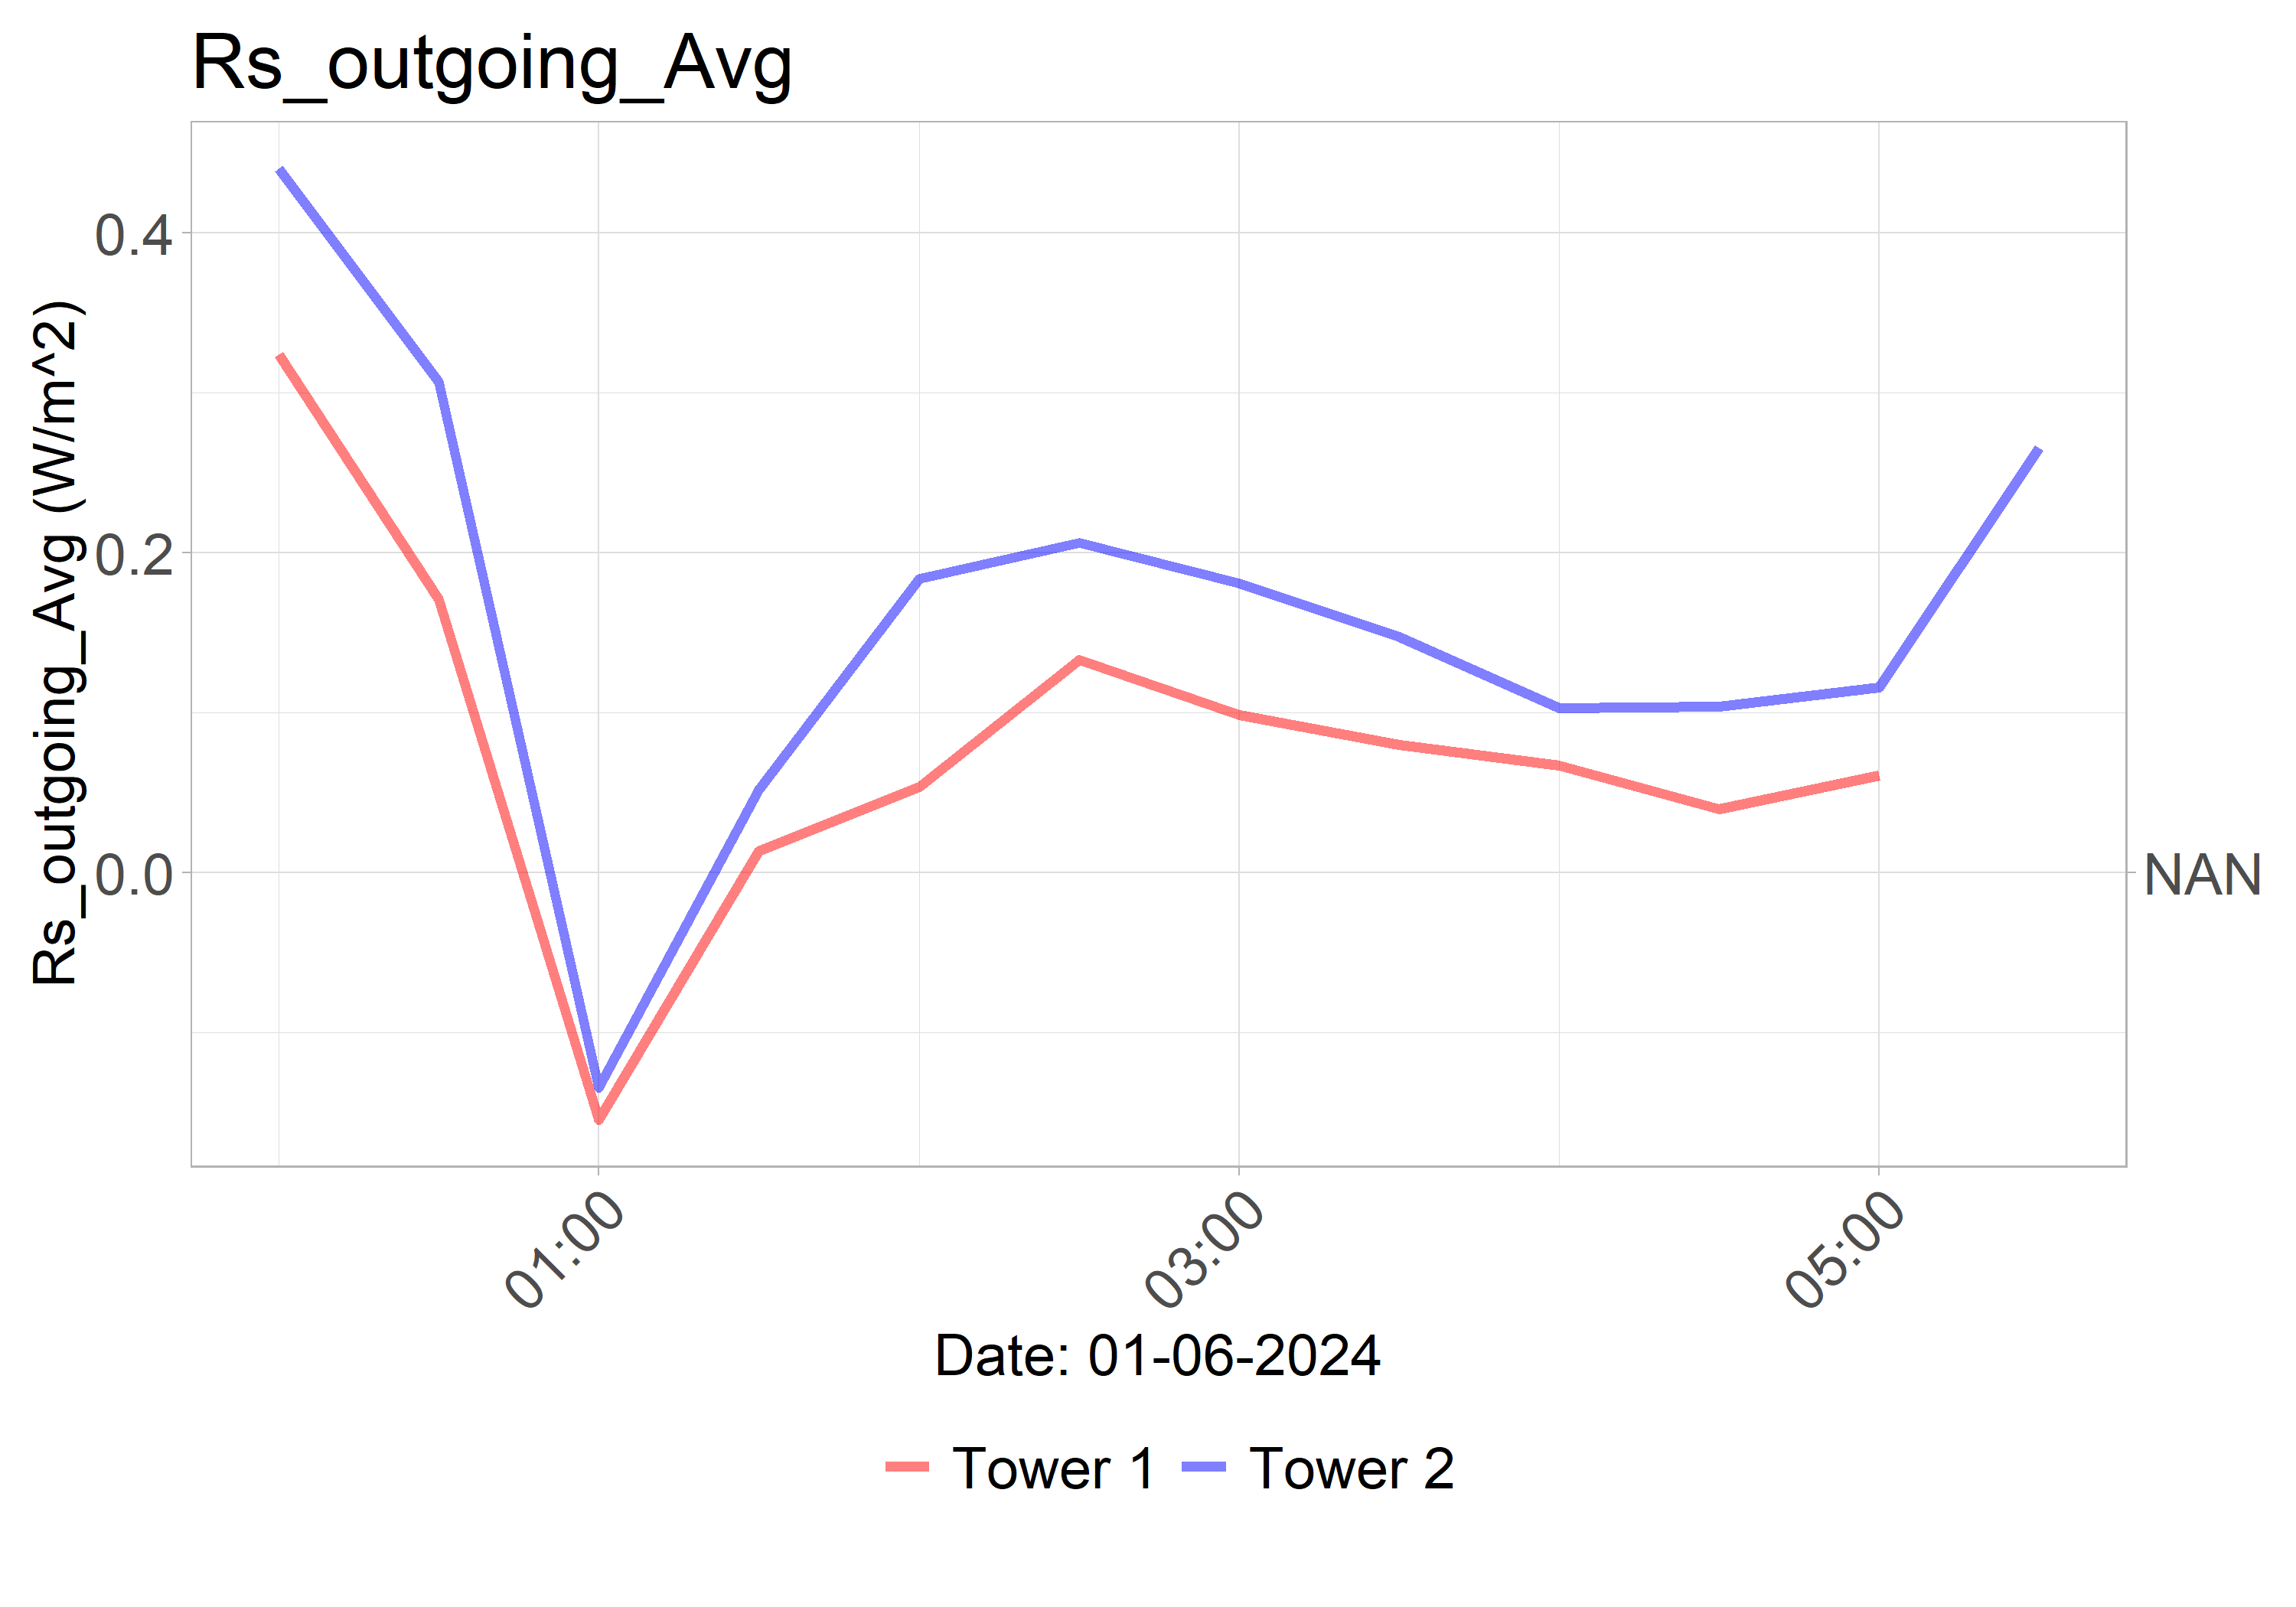 Rs_outgoing_Avg
Rs_outgoing_Avg (W/m^2)
0.4
0.2
0.0
NAN
01:00
03:00
05:00
Date: 01-06-2024
Tower 1
Tower 2